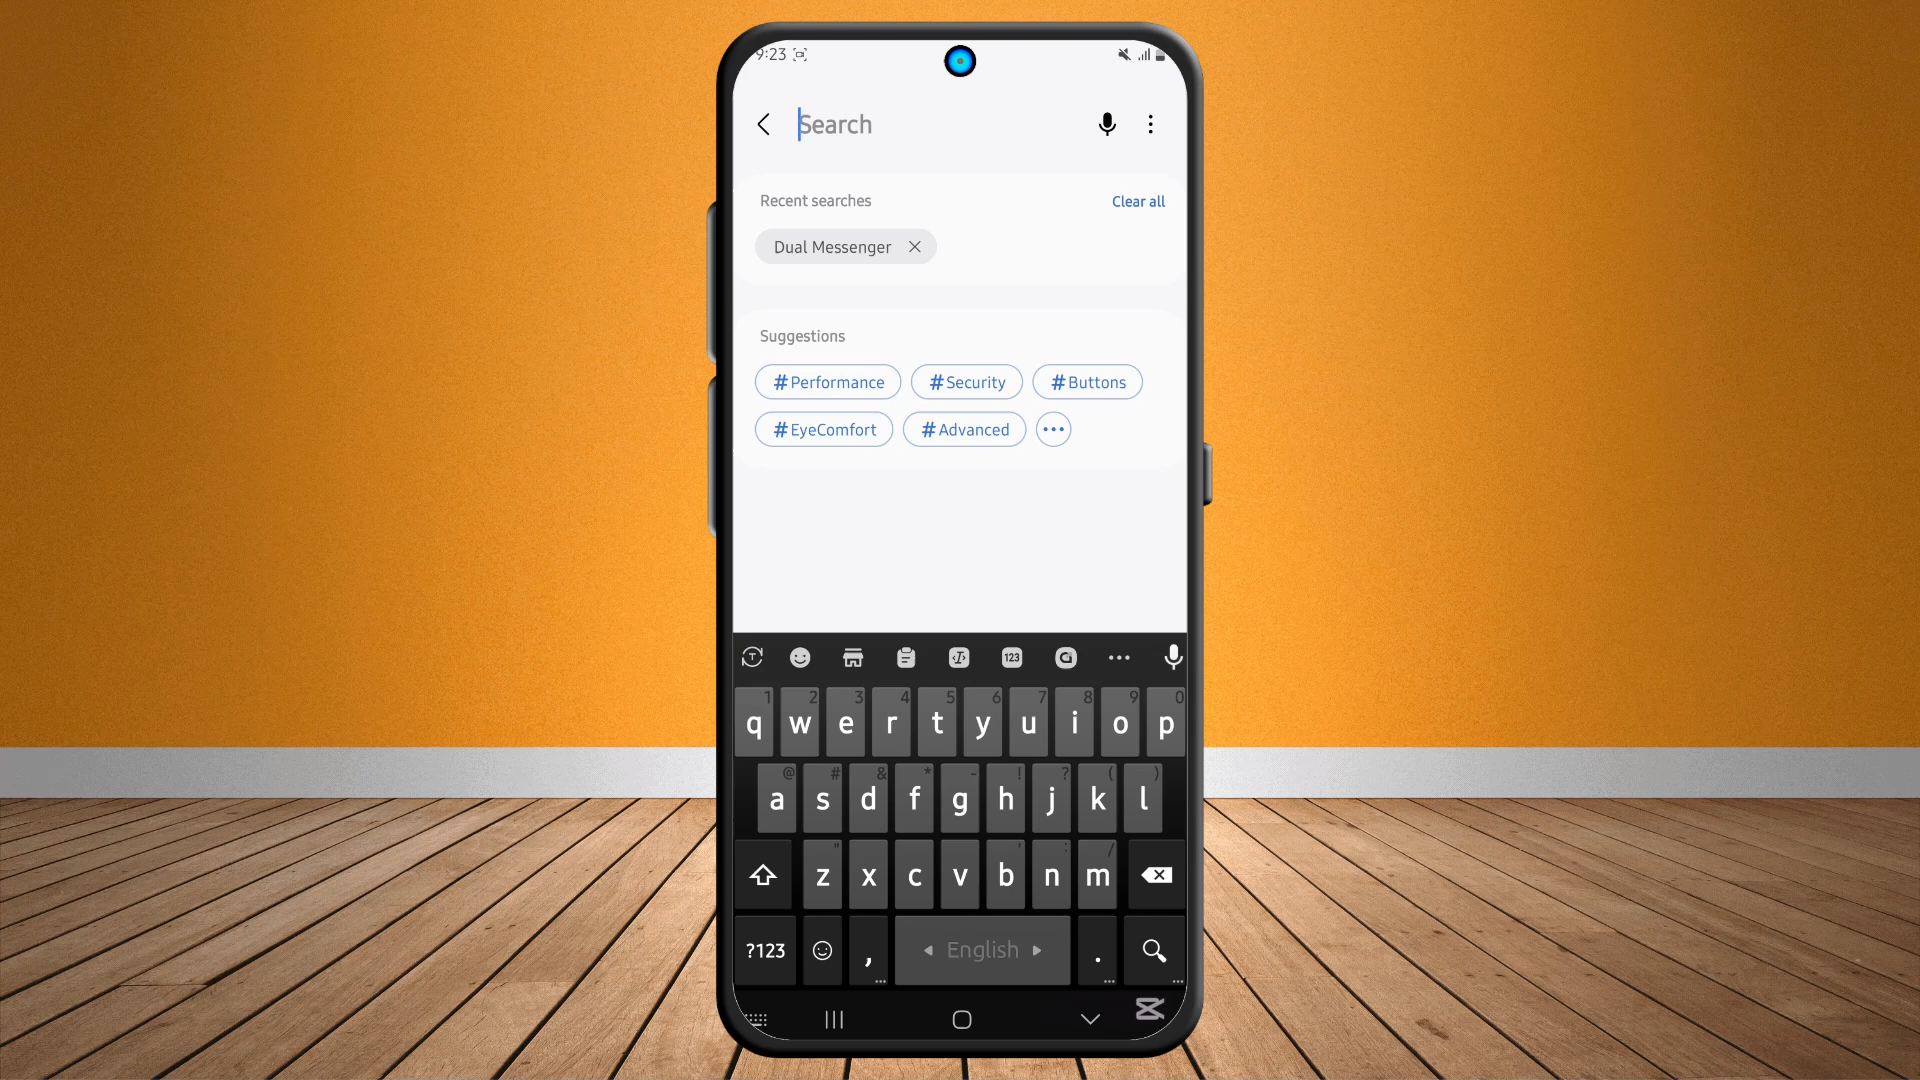 9:23
Search
Recent searches Clear all
Dual Messenger
Suggestions
#Performance #Security #Buttons
#EyeComfort #Advanced •••
T 123 G •••
1 2 3 4 5 6 7 8 9 0
q w e r t y u i o p
@ # & * - ! ? ( )
a s d f g h j k l
" ' : /
z x c v b n m
?123 , English .